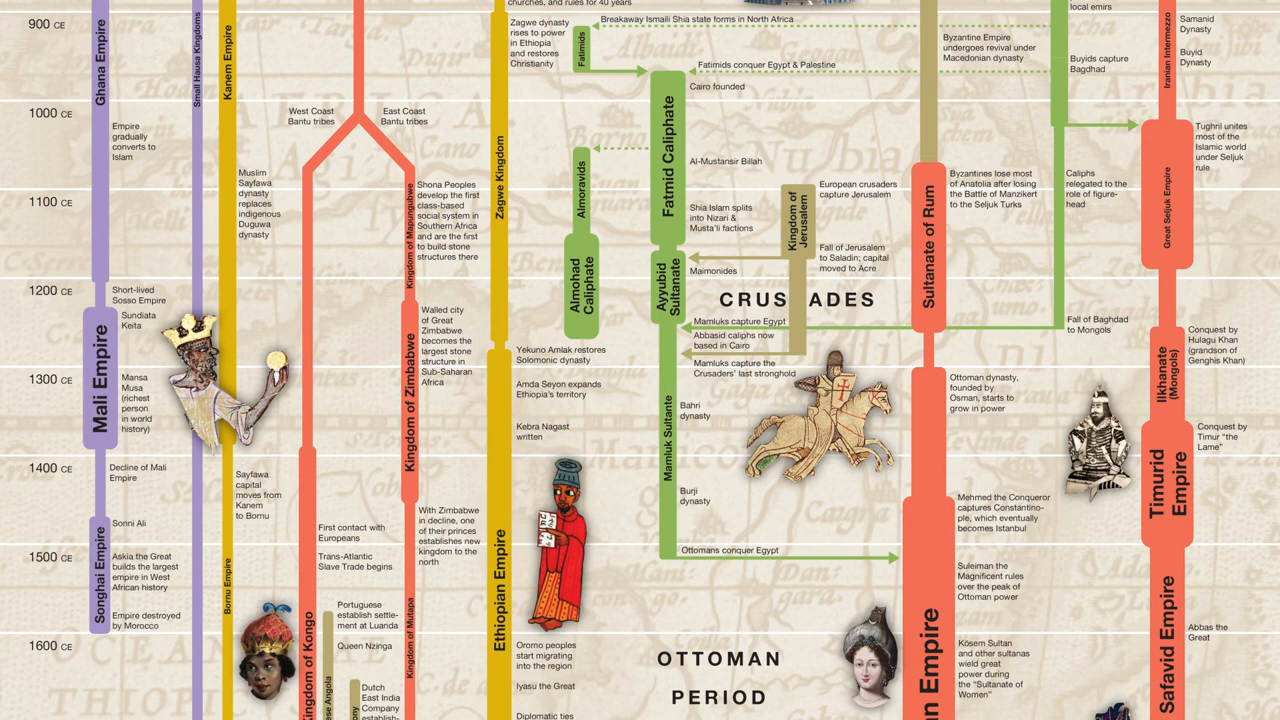 900 CE
1000 CE
1100 CE
1200 CE
1300 CE
1400 CE
1500 CE
1600 CE
Ghana Empire
Empire
gradually
converts to
Islam
Short-lived
Sosso Empire
Sundiata
Keita
Mali Empire
Mansa
Musa
(richest
person
in world
history)
Decline of Mali
Empire
Sonni Ali
Songhai Empire
Askia the Great
builds the largest
empire in West
African history
Empire destroyed
by Morocco
Small Hausa Kingdoms
Kanem Empire
Muslim
Sayfawa
dynasty
replaces
indigenous
Duguwa
dynasty
Sayfawa
capital
moves from
Kanem
to Bornu
Bornu Empire
West Coast
Bantu tribes
East Coast
Bantu tribes
First contact with
Europeans
Trans-Atlantic
Slave Trade begins
Kingdom of Kongo
Portuguese
establish settle-
ment at Luanda
Queen Nzinga
ese Angola
ny
Dutch
East India
Company
establish-
Kingdom of Mapungubwe
Shona Peoples
develop the first
class-based
social system in
Southern Africa
and are the first
to build stone
structures there
Kingdom of Zimbabwe
Walled city
of Great
Zimbabwe
becomes the
largest stone
structure in
Sub-Saharan
Africa
With Zimbabwe
in decline, one
of their princes
establishes new
kingdom to the
north
Kingdom of Mutapa
churches, and rules for 40 years
Zagwe dynasty
rises to power
in Ethiopia
and restores
Christianity
Zagwe Kingdom
Yekuno Amlak restores
Solomonic dynasty
Amda Seyon expands
Ethiopia's territory
Kebra Nagast
written
Ethiopian Empire
Oromo peoples
start migrating
into the region
Iyasu the Great
Diplomatic ties
Breakaway Ismaili Shia state forms in North Africa
Fatimids
Fatimids conquer Egypt & Palestine
Almoravids
Almohad
Caliphate
Fatmid Caliphate
Cairo founded
Al-Mustansir Billah
Shia Islam splits
into Nizari &
Musta'li factions
Ayyubid
Sultanate
Maimonides
Mamluks capture Egypt
Abbasid caliphs now
based in Cairo
Mamluks capture the
Crusaders' last stronghold
Mamluk Sultante
Bahri
dynasty
Burji
dynasty
Ottomans conquer Egypt
Kingdom of
Jerusalem
European crusaders
capture Jerusalem
Fall of Jerusalem
to Saladin; capital
moved to Acre
CRUSADES
OTTOMAN
PERIOD
Byzantine Empire
undergoes revival under
Macedonian dynasty
Sultanate of Rum
Byzantines lose most
of Anatolia after losing
the Battle of Manzikert
to the Seljuk Turks
Ottoman dynasty,
founded by
Osman, starts to
grow in power
Mehmed the Conqueror
captures Constantino-
ple, which eventually
becomes Istanbul
Suleiman the
Magnificent rules
over the peak of
Ottoman power
Kösem Sultan
and other sultanas
wield great
power during
the "Sultanate of
Women"
n Empire
local emirs
Buyids capture
Bagdhad
Caliphs
relegated to the
role of figure-
head
Fall of Baghdad
to Mongols
Iranian Intermezzo
Samanid
Dynasty
Buyid
Dynasty
Great Seljuk Empire
Tughril unites
most of the
Islamic world
under Seljuk
rule
Ilkhanate
(Mongols)
Conquest by
Hulagu Khan
(grandson of
Genghis Khan)
Timurid
Empire
Conquest by
Timur "the
Lame"
Safavid Empire
Abbas the
Great